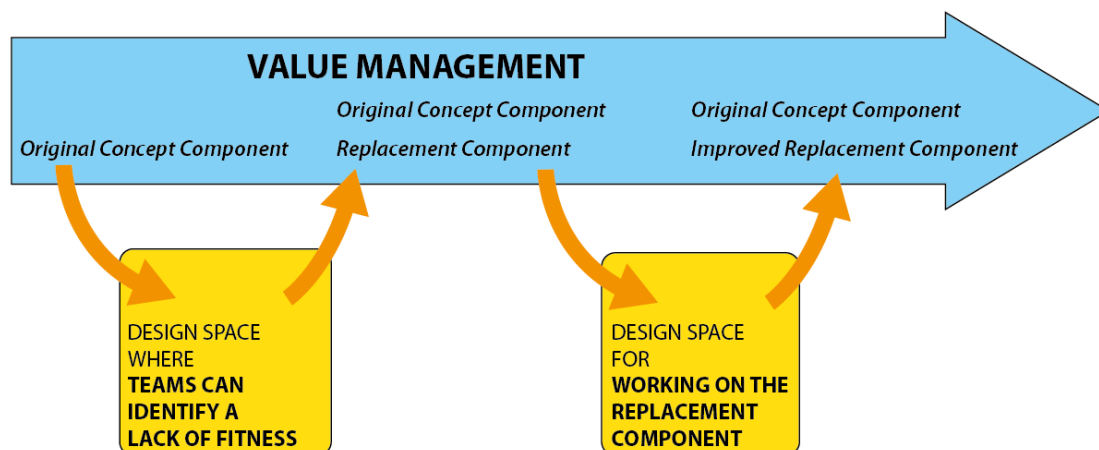 VALUE MANAGEMENT
Original Concept Component
Original Concept Component
Replacement Component
Original Concept Component
Improved Replacement Component
DESIGN SPACE
WHERE
TEAMS CAN
IDENTIFY A
LACK OF FITNESS
DESIGN SPACE
FOR
WORKING ON THE
REPLACEMENT
COMPONENT